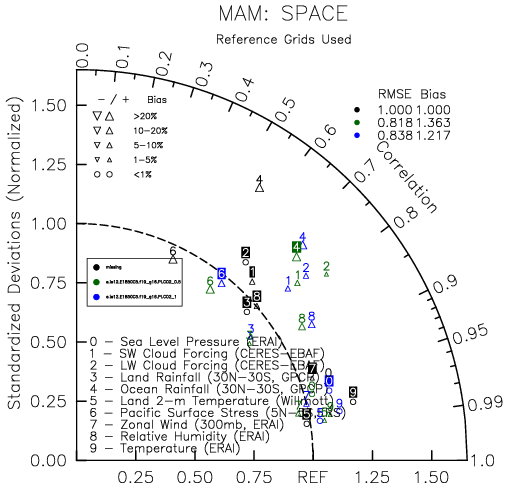 MAM: SPACE
Reference Grids Used
0.0 0.1 0.2 0.3 0.4 0.5 0.6 0.7 0.8 0.9 0.95 0.99 1.0
Correlation
RMSE Bias
1.000 1.000
0.818 1.363
0.838 1.217
− / + Bias
>20%
10−20%
5−10%
1−5%
<1%
Standardized Deviations (Normalized)
1.50
1.25
1.00
0.75
0.50
0.25
0.00
missing
0 − Sea Level Pressure (ERAI)
1 − SW Cloud Forcing (CERES−EBAF)
2 − LW Cloud Forcing (CERES−EBAF)
3 − Land Rainfall (30N−30S, GPCP)
4 − Ocean Rainfall (30N−30S, GPCP)
5 − Land 2−m Temperature (Willmott)
6 − Pacific Surface Stress (5N−5S,ERS)
7 − Zonal Wind (300mb, ERAI)
8 − Relative Humidity (ERAI)
9 − Temperature (ERAI)
0.25 0.50 0.75 REF 1.25 1.50